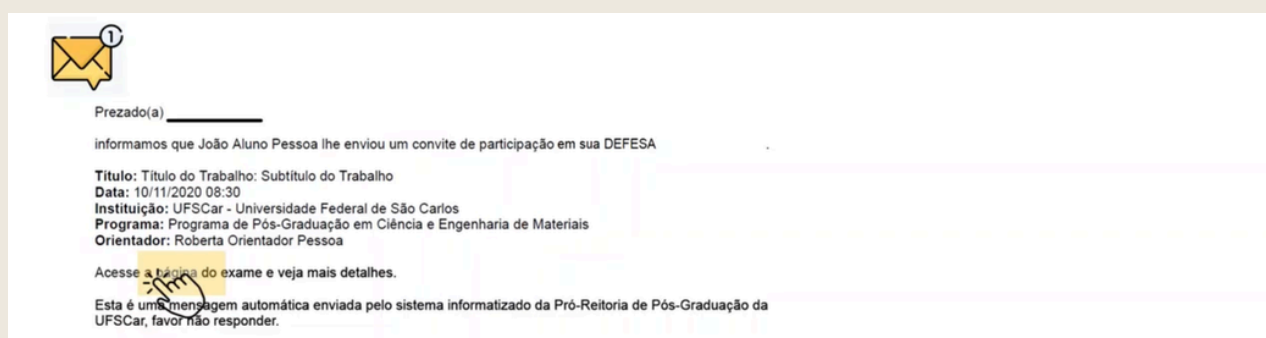 1
Prezado(a)
informamos que João Aluno Pessoa lhe enviou um convite de participação em sua DEFESA .
Título: Título do Trabalho: Subtítulo do Trabalho
Data: 10/11/2020 08:30
Instituição: UFSCar - Universidade Federal de São Carlos
Programa: Programa de Pós-Graduação em Ciência e Engenharia de Materiais
Orientador: Roberta Orientador Pessoa
Acesse a página do exame e veja mais detalhes.
Esta é uma mensagem automática enviada pelo sistema informatizado da Pró-Reitoria de Pós-Graduação da
UFSCar, favor não responder.